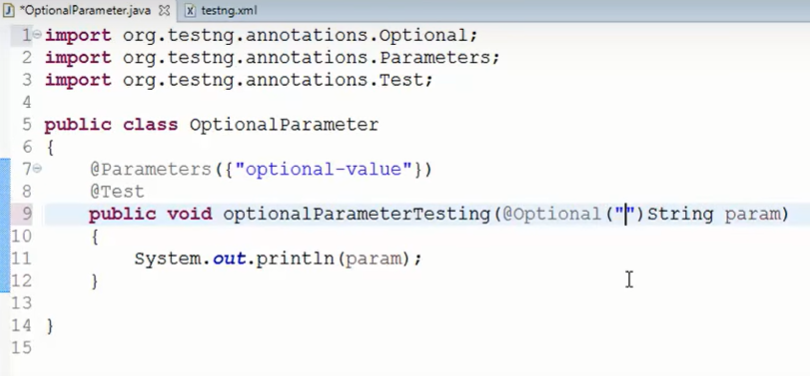 *OptionalParameter.java testng.xml
1 import org.testng.annotations.Optional;
2 import org.testng.annotations.Parameters;
3 import org.testng.annotations.Test;
4
5 public class OptionalParameter
6 {
7 @Parameters({"optional-value"})
8 @Test
9 public void optionalParameterTesting(@Optional("")String param)
10 {
11 System.out.println(param);
12 }
13
14 }
15